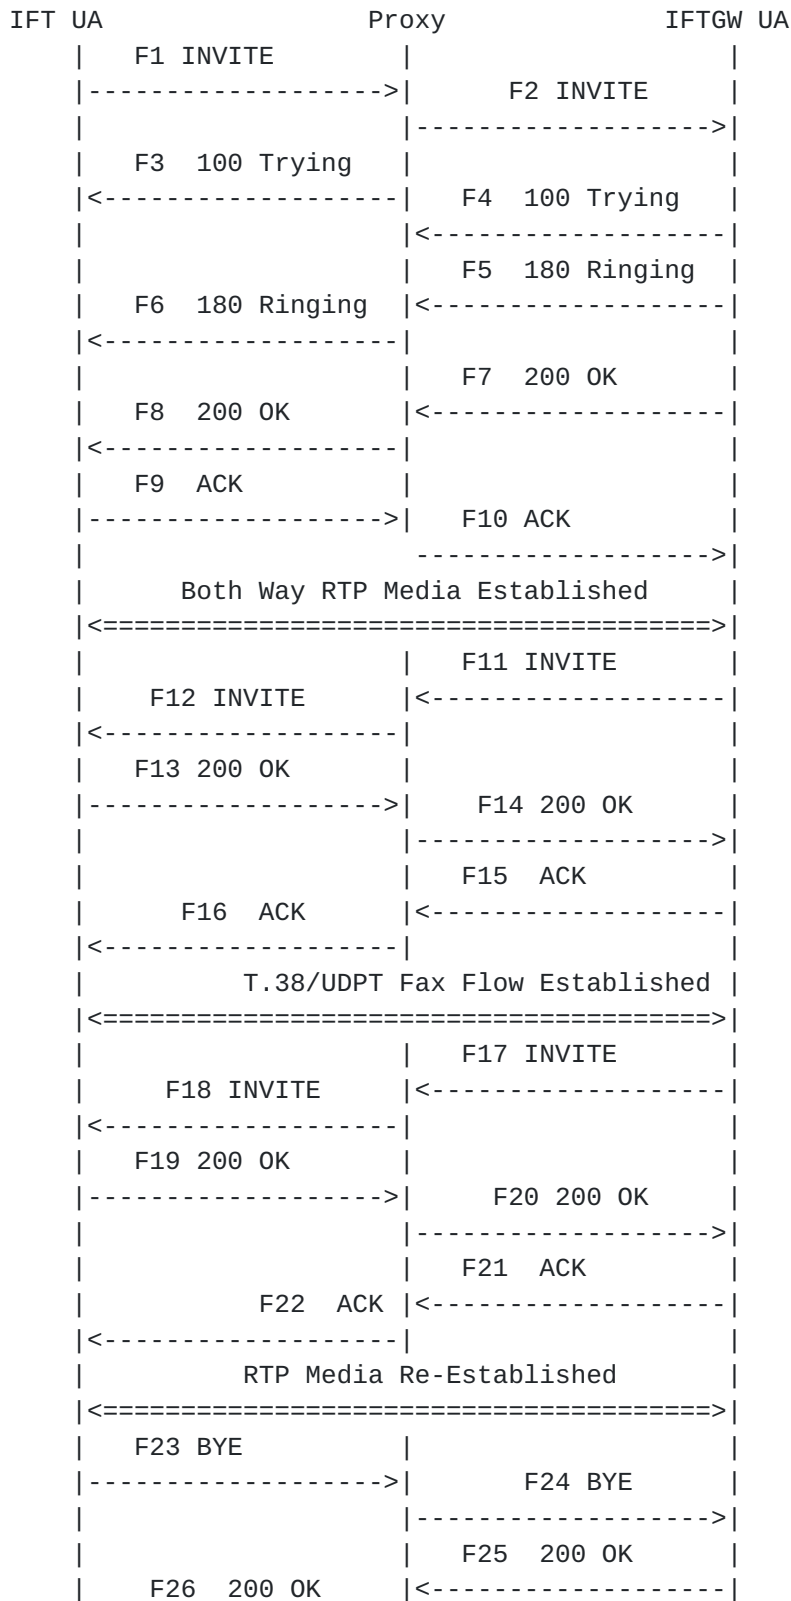 IFT UA                 Proxy              IFTGW UA
    |   F1 INVITE        |                    |
    |------------------->|      F2 INVITE     |
    |                    |------------------->|
    |   F3  100 Trying   |                    |
    |<-------------------|   F4  100 Trying   |
    |                    |<-------------------|
    |                    |   F5  180 Ringing  |
    |   F6  180 Ringing  |<-------------------|
    |<-------------------|                    |
    |                    |   F7  200 OK       |
    |   F8  200 OK       |<-------------------|
    |<-------------------|                    |
    |   F9  ACK          |                    |
    |------------------->|   F10 ACK          |
    |                     ------------------->|
    |      Both Way RTP Media Established     |
    |<=======================================>|
    |                    |   F11 INVITE       |
    |    F12 INVITE      |<-------------------|
    |<-------------------|                    |
    |   F13 200 OK       |                    |
    |------------------->|    F14 200 OK      |
    |                    |------------------->|
    |                    |   F15  ACK         |
    |      F16  ACK      |<-------------------|
    |<-------------------|                    |
    |          T.38/UDPT Fax Flow Established |
    |<=======================================>|
    |                    |   F17 INVITE       |
    |     F18 INVITE     |<-------------------|
    |<-------------------|                    |
    |   F19 200 OK       |                    |
    |------------------->|     F20 200 OK     |
    |                    |------------------->|
    |                    |   F21  ACK         |
    |           F22  ACK |<-------------------|
    |<-------------------|                    |
    |          RTP Media Re-Established       |
    |<=======================================>|
    |   F23 BYE          |                    |
    |------------------->|       F24 BYE      |
    |                    |------------------->|
    |                    |   F25  200 OK      |
    |    F26  200 OK     |<-------------------|